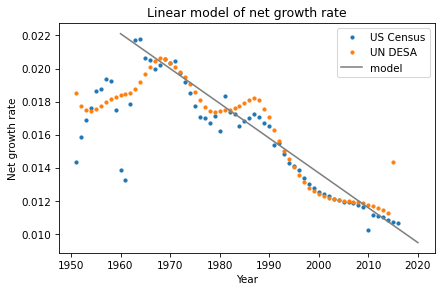 Linear model of net growth rate
US Census
UN DESA
model
Net growth rate
0.022
0.020
0.018
0.016
0.014
0.012
0.010
1950 1960 1970 1980 1990 2000 2010 2020
Year